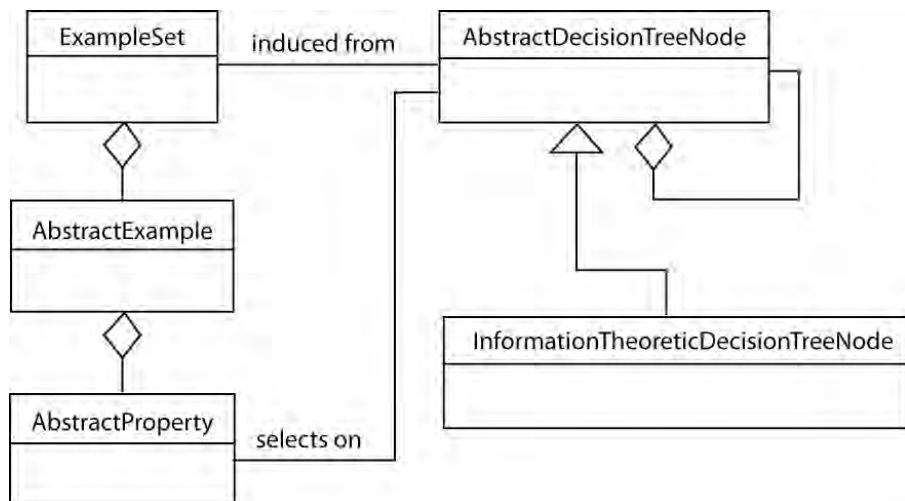 ExampleSet
induced from
AbstractDecisionTreeNode
AbstractExample
InformationTheoreticDecisionTreeNode
AbstractProperty
selects on